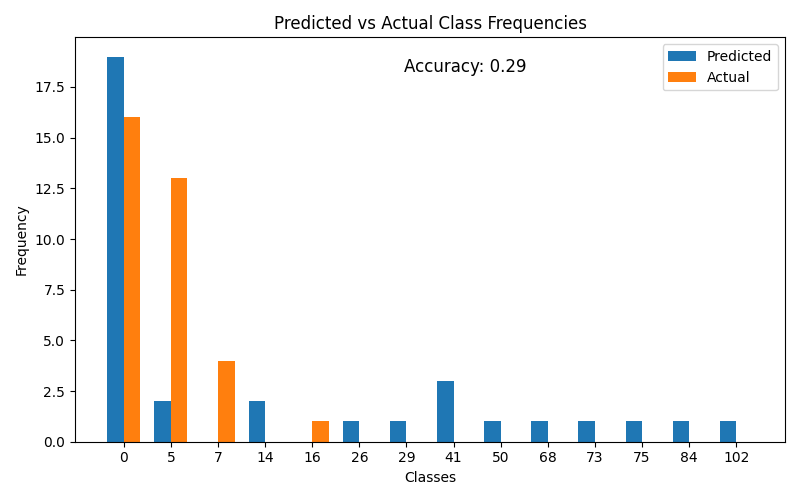 Predicted vs Actual Class Frequencies
Accuracy: 0.29
Predicted
Actual
Frequency
17.5
15.0
12.5
10.0
7.5
5.0
2.5
0.0
0 5 7 14 16 26 29 41 50 68 73 75 84 102
Classes